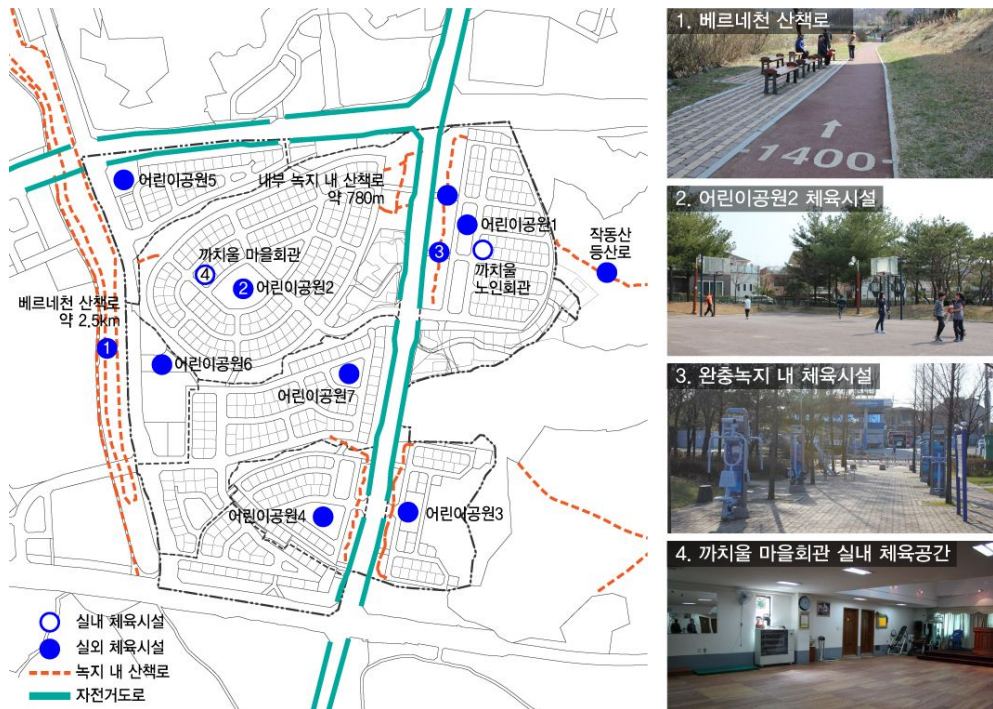 어린이공원5
내부 녹지 내 산책로
약 780m
어린이공원1
까치울 마을회관
4
3
까치울
노인회관
작동산
등산로
2
어린이공원2
베르네천 산책로
약 2.5km
1
어린이공원6
어린이공원7
어린이공원4
어린이공원3
실내 체육시설
실외 체육시설
녹지 내 산책로
자전거도로
1. 베르네천 산책로
-1400-
2. 어린이공원2 체육시설
3. 완충녹지 내 체육시설
4. 까치울 마을회관 실내 체육공간